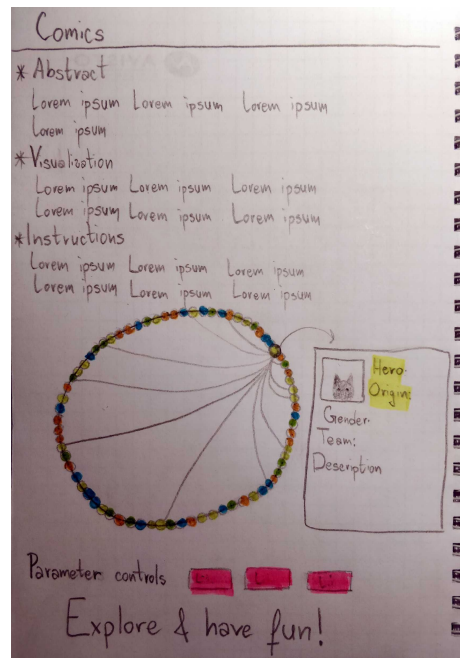 Comics
* Abstract
Lorem ipsum Lorem ipsum Lorem ipsum
Lorem ipsum
* Visualization
Lorem ipsum Lorem ipsum Lorem ipsum
Lorem ipsum Lorem ipsum Lorem ipsum
* Instructions
Lorem ipsum Lorem ipsum Lorem ipsum
Lorem ipsum Lorem ipsum Lorem ipsum
Hero:
Origin:
Gender:
Team:
Description
Parameter controls
Explore & have fun!